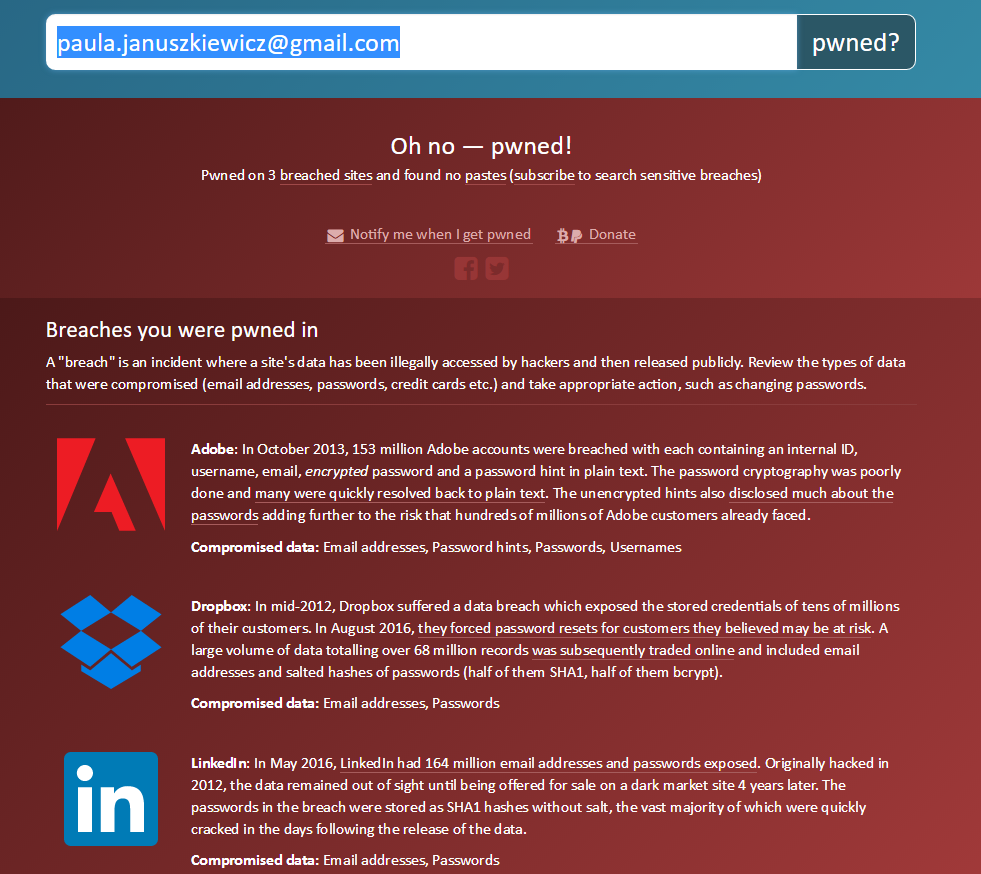 paula.januszkiewicz@gmail.com pwned?
Oh no — pwned!
Pwned on 3 breached sites and found no pastes (subscribe to search sensitive breaches)
Notify me when I get pwned Donate
Breaches you were pwned in
A "breach" is an incident where a site's data has been illegally accessed by hackers and then released publicly. Review the types of data
that were compromised (email addresses, passwords, credit cards etc.) and take appropriate action, such as changing passwords.
Adobe: In October 2013, 153 million Adobe accounts were breached with each containing an internal ID,
username, email, encrypted password and a password hint in plain text. The password cryptography was poorly
done and many were quickly resolved back to plain text. The unencrypted hints also disclosed much about the
passwords adding further to the risk that hundreds of millions of Adobe customers already faced.
Compromised data: Email addresses, Password hints, Passwords, Usernames
Dropbox: In mid-2012, Dropbox suffered a data breach which exposed the stored credentials of tens of millions
of their customers. In August 2016, they forced password resets for customers they believed may be at risk. A
large volume of data totalling over 68 million records was subsequently traded online and included email
addresses and salted hashes of passwords (half of them SHA1, half of them bcrypt).
Compromised data: Email addresses, Passwords
in
LinkedIn: In May 2016, LinkedIn had 164 million email addresses and passwords exposed. Originally hacked in
2012, the data remained out of sight until being offered for sale on a dark market site 4 years later. The
passwords in the breach were stored as SHA1 hashes without salt, the vast majority of which were quickly
cracked in the days following the release of the data.
Compromised data: Email addresses, Passwords